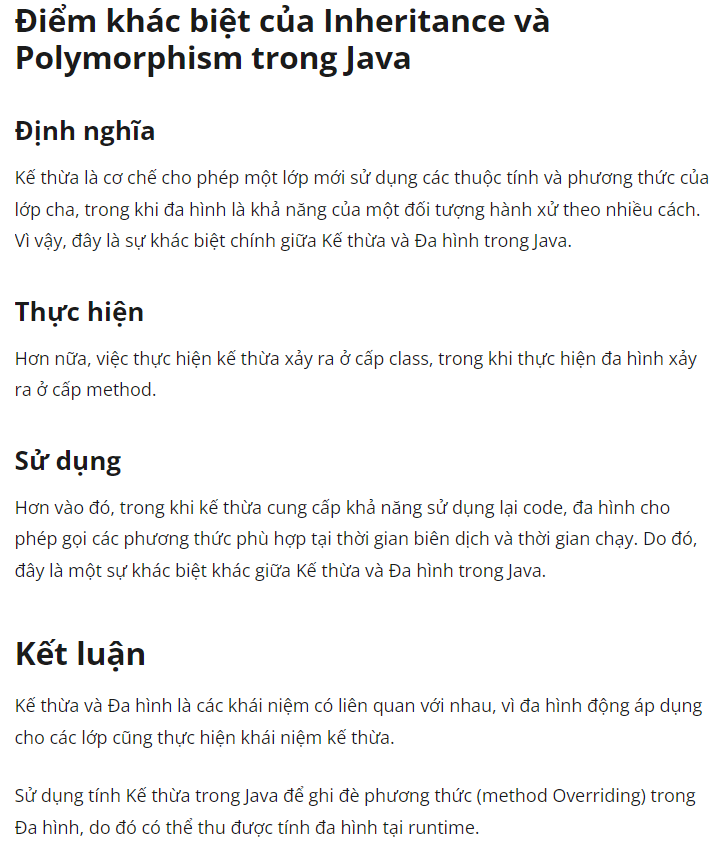 Điểm khác biệt của Inheritance và
Polymorphism trong Java
Định nghĩa
Kế thừa là cơ chế cho phép một lớp mới sử dụng các thuộc tính và phương thức của
lớp cha, trong khi đa hình là khả năng của một đối tượng hành xử theo nhiều cách.
Vì vậy, đây là sự khác biệt chính giữa Kế thừa và Đa hình trong Java.
Thực hiện
Hơn nữa, việc thực hiện kế thừa xảy ra ở cấp class, trong khi thực hiện đa hình xảy
ra ở cấp method.
Sử dụng
Hơn vào đó, trong khi kế thừa cung cấp khả năng sử dụng lại code, đa hình cho
phép gọi các phương thức phù hợp tại thời gian biên dịch và thời gian chạy. Do đó,
đây là một sự khác biệt khác giữa Kế thừa và Đa hình trong Java.
Kết luận
Kế thừa và Đa hình là các khái niệm có liên quan với nhau, vì đa hình động áp dụng
cho các lớp cũng thực hiện khái niệm kế thừa.
Sử dụng tính Kế thừa trong Java để ghi đè phương thức (method Overriding) trong
Đa hình, do đó có thể thu được tính đa hình tại runtime.